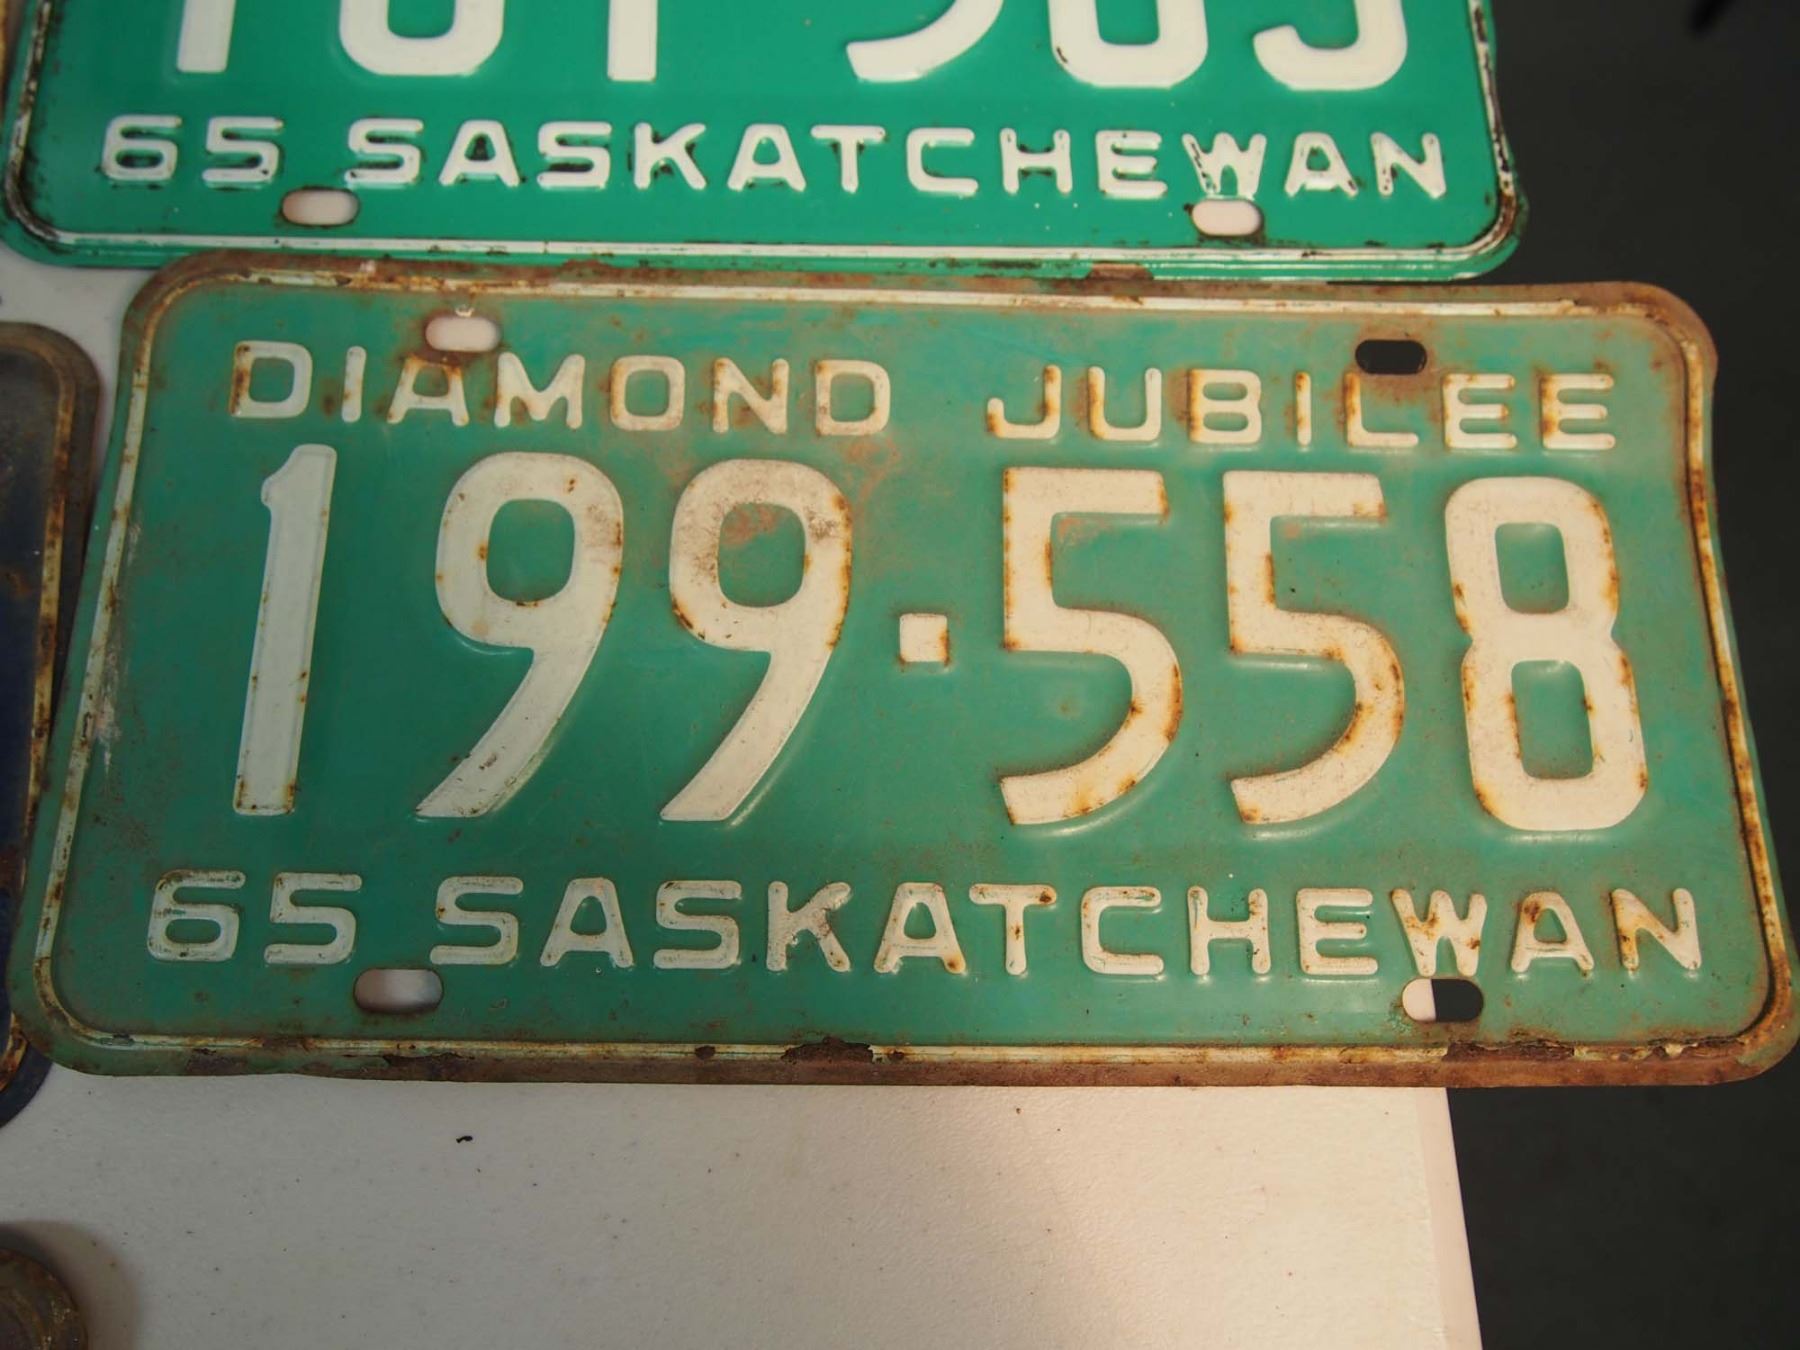 65 SASKATCHEWAN
DIAMOND JUBILEE
199·558
65 SASKATCHEWAN